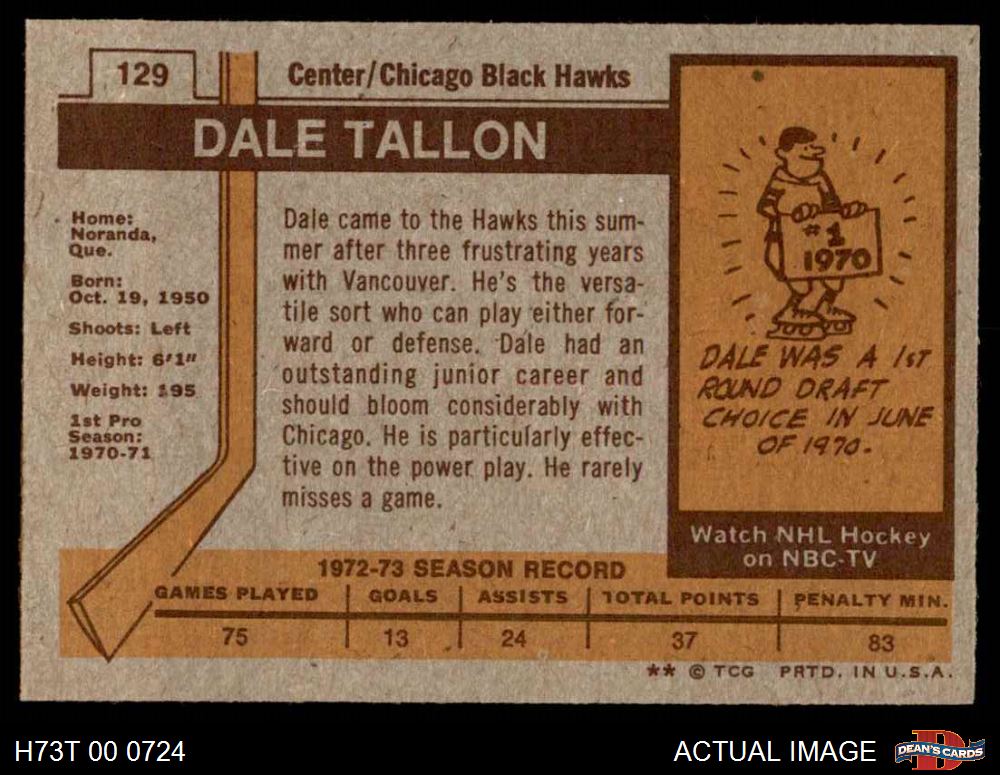 129
Center/Chicago Black Hawks
DALE TALLON
Home:
Noranda,
Que.
Born:
Oct. 19, 1950
Shoots: Left
Height: 6'1"
Weight: 195
1st Pro
Season:
1970-71
Dale came to the Hawks this sum-
mer after three frustrating years
with Vancouver. He's the versa-
tile sort who can play either for-
ward or defense. Dale had an
outstanding junior career and
should bloom considerably with
Chicago. He is particularly effec-
tive on the power play. He rarely
misses a game.
#1
1970
DALE WAS A 1ST
ROUND DRAFT
CHOICE IN JUNE
OF 1970.
Watch NHL Hockey
on NBC-TV
1972-73 SEASON RECORD
GAMES PLAYED GOALS ASSISTS TOTAL POINTS PENALTY MIN.
75 13 24 37 83
** © TCG PRTD. IN U.S.A.
H73T 00 0724
ACTUAL IMAGE
D
DEAN'S CARDS